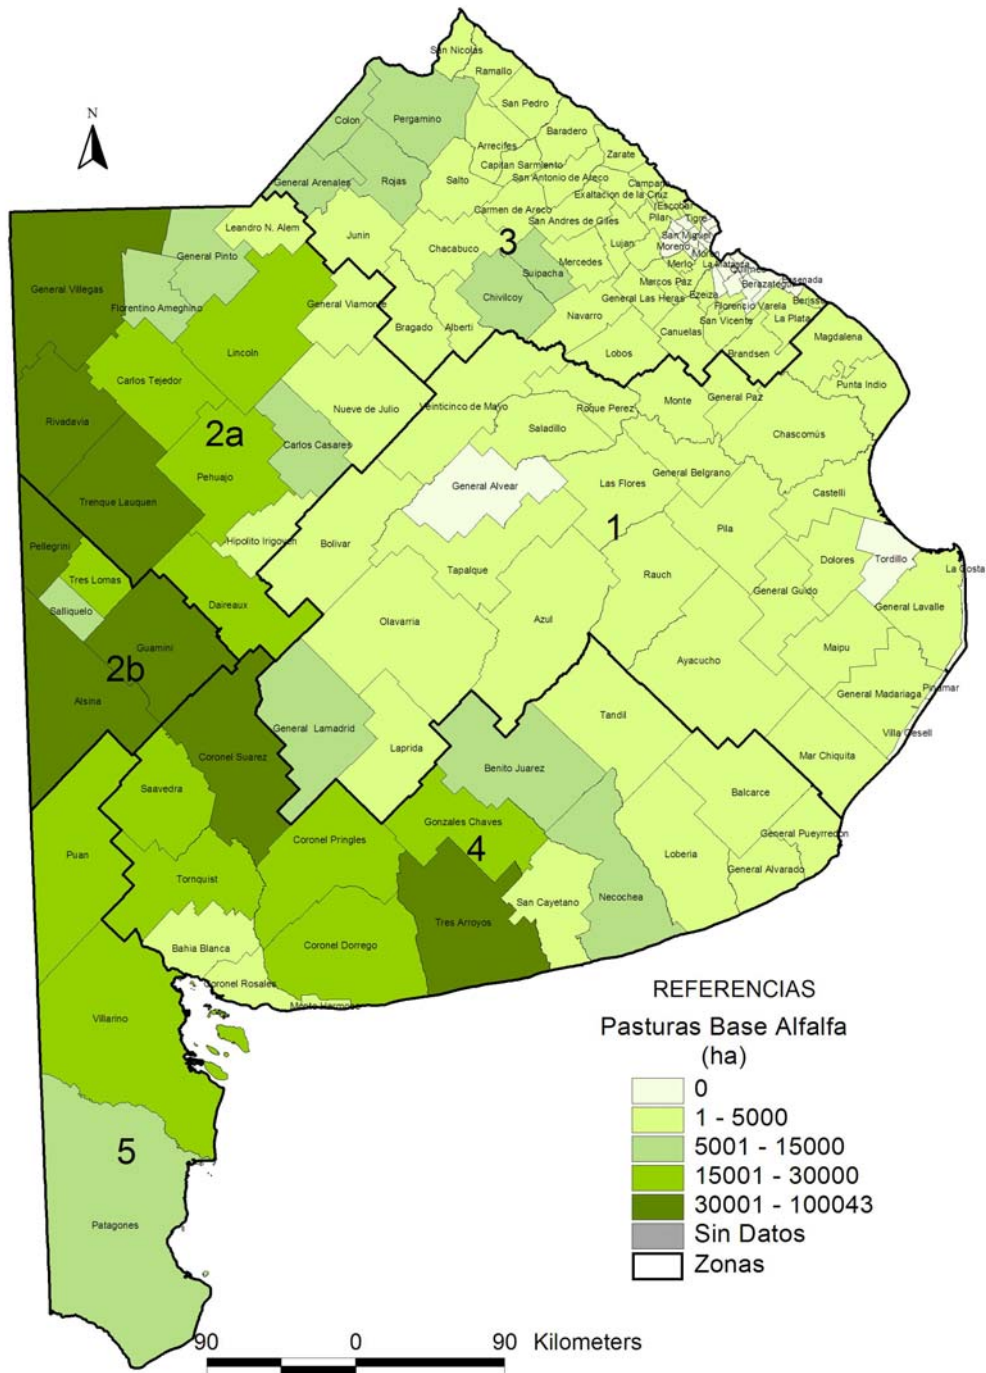 N
San Nicolas
Ramallo
San Pedro
Baradero
Colon
Pergamino
Arrecifes
Zarate
Capitan Sarmiento
General Arenales
Rojas
Salto
San Antonio de Areco
Campana
Exaltacion de la Cruz
Escobar
Carmen de Areco
San Andres de Giles
Pilar
Tigre
Leandro N. Alem
Junin
San Miguel
Chacabuco
3
Lujan
Moreno
General Pinto
Suipacha
Mercedes
Merlo
La Matanza
General Villegas
Marcos Paz
Berazategui
Ensenada
Florentino Ameghino
General Viamonte
Chivilcoy
General Las Heras
Ezeiza
Florencio Varela
Berisso
Bragado
Alberti
Navarro
San Vicente
La Plata
Canuelas
Magdalena
Lincoln
Lobos
Brandsen
Carlos Tejedor
Punta Indio
Rivadavia
Nueve de Julio
Veinticinco de Mayo
Roque Perez
Monte
General Paz
2a
Saladillo
Chascomús
Carlos Casares
Pehuajo
General Alvear
Las Flores
General Belgrano
Trenque Lauquen
Castelli
1
Pila
Hipolito Irigoyen
Bolivar
Pellegrini
Dolores
Tordillo
Tres Lomas
Tapalque
Rauch
La Costa
Salliquelo
Daireaux
General Guido
General Lavalle
Olavarria
Azul
Guamini
2b
Maipu
Ayacucho
Alsina
General Madariaga
Pinamar
Tandil
General Lamadrid
Villa Gesell
Coronel Suarez
Laprida
Mar Chiquita
Benito Juarez
Saavedra
Balcarce
Gonzales Chaves
General Pueyrredon
Coronel Pringles
4
Puan
Loberia
General Alvarado
Tornquist
Necochea
San Cayetano
Tres Arroyos
Bahia Blanca
Coronel Dorrego
Coronel Rosales
Monte Hermoso
Villarino
5
Patagones
REFERENCIAS
Pasturas Base Alfalfa
(ha)
0
1 - 5000
5001 - 15000
15001 - 30000
30001 - 100043
Sin Datos
Zonas
90 0 90 Kilometers